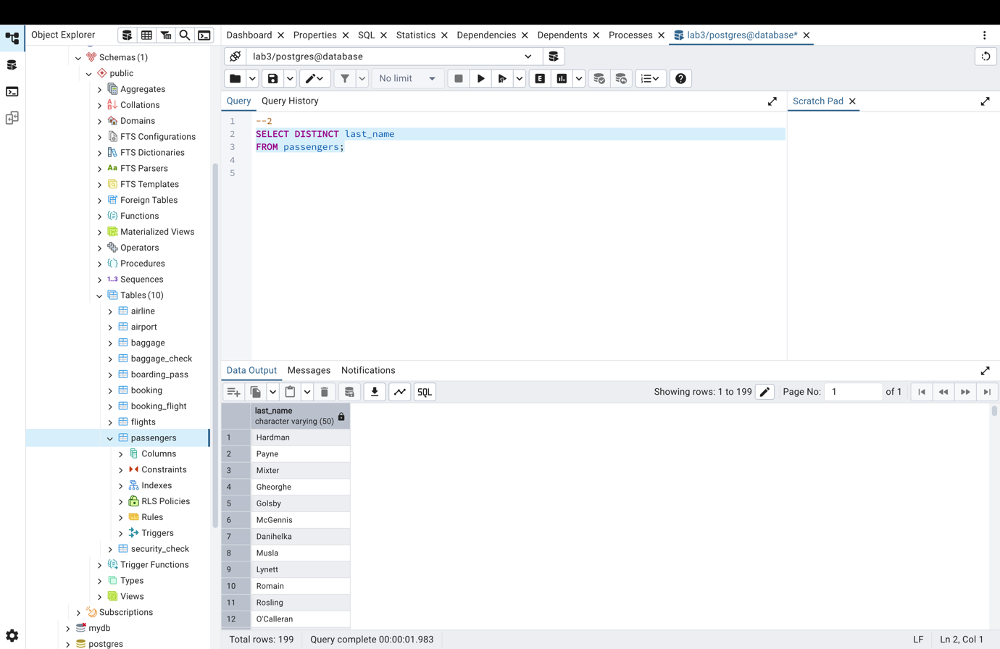 Object Explorer
Dashboard
Properties
SQL
Statistics
Dependencies
Dependents
Processes
lab3/postgres@database*
Schemas (1)
public
Aggregates
Collations
Domains
FTS Configurations
FTS Dictionaries
Aa FTS Parsers
FTS Templates
Foreign Tables
Functions
Materialized Views
Operators
Procedures
1..3 Sequences
Tables (10)
airline
airport
baggage
baggage_check
boarding_pass
booking
booking_flight
flights
passengers
Columns
Constraints
Indexes
RLS Policies
Rules
Triggers
security_check
Trigger Functions
Types
Views
Subscriptions
mydb
postgres
lab3/postgres@database
No limit
E
Query
Query History
Scratch Pad
1 --2
2 SELECT DISTINCT last_name
3 FROM passengers;
4
5
Data Output
Messages
Notifications
SQL
Showing rows: 1 to 199
Page No: 1 of 1
last_name
character varying (50)
1 Hardman
2 Payne
3 Mixter
4 Gheorghe
5 Golsby
6 McGennis
7 Danihelka
8 Musla
9 Lynett
10 Romain
11 Rosling
12 O'Calleran
Total rows: 199
Query complete 00:00:01.983
LF
Ln 2, Col 1